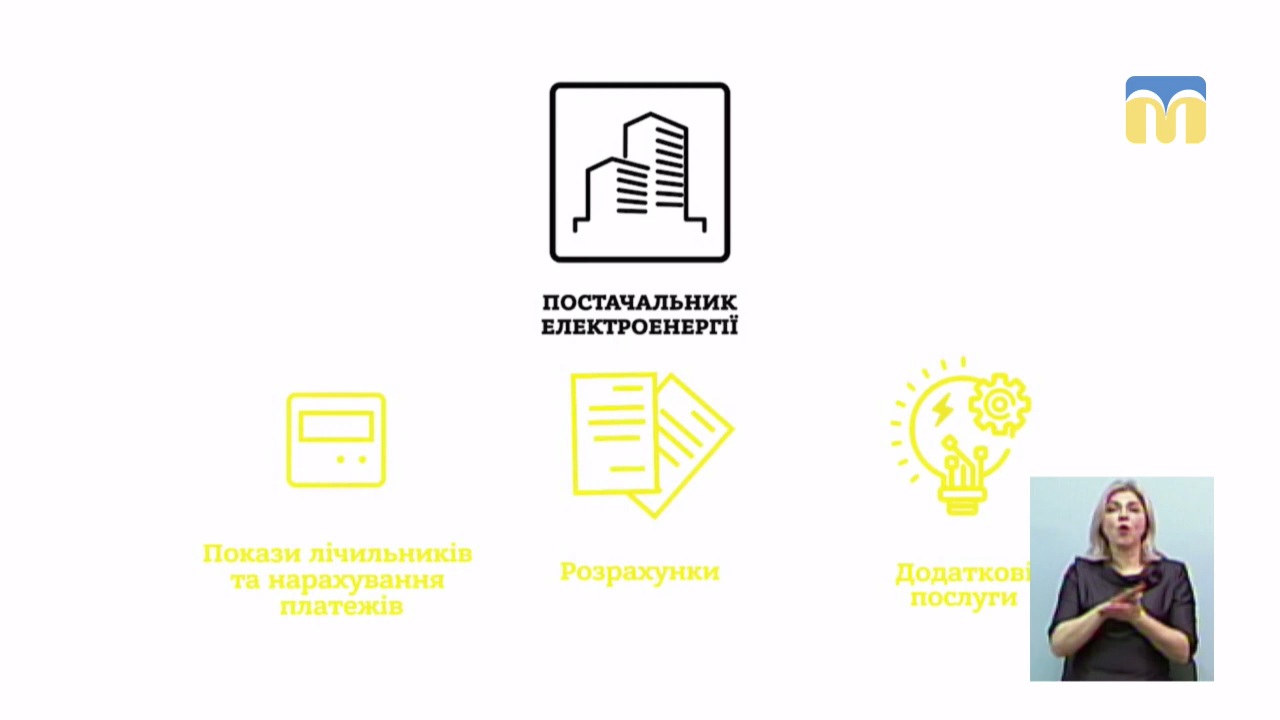 ПОСТАЧАЛЬНИК
ЕЛЕКТРОЕНЕРГІЇ
Покази лічильників
та нарахування
платежів
Розрахунки
Додаткові
послуги